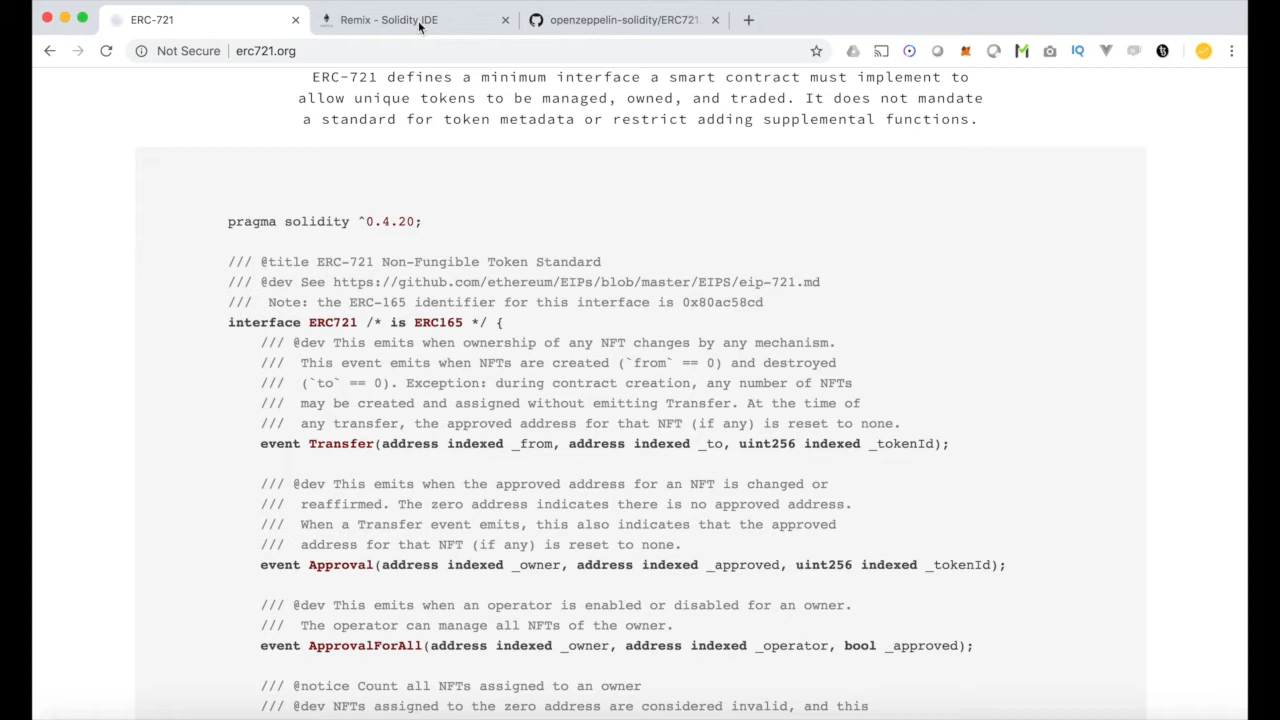 ERC-721
Remix - Solidity IDE
openzeppelin-solidity/ERC721
Not Secure
erc721.org
ERC-721 defines a minimum interface a smart contract must implement to
allow unique tokens to be managed, owned, and traded. It does not mandate
a standard for token metadata or restrict adding supplemental functions.
pragma solidity ^0.4.20;
/// @title ERC-721 Non-Fungible Token Standard
/// @dev See https://github.com/ethereum/EIPs/blob/master/EIPS/eip-721.md
///  Note: the ERC-165 identifier for this interface is 0x80ac58cd
interface ERC721 /* is ERC165 */ {
/// @dev This emits when ownership of any NFT changes by any mechanism.
///  This event emits when NFTs are created (`from` == 0) and destroyed
///  (`to` == 0). Exception: during contract creation, any number of NFTs
///  may be created and assigned without emitting Transfer. At the time of
///  any transfer, the approved address for that NFT (if any) is reset to none.
event Transfer(address indexed _from, address indexed _to, uint256 indexed _tokenId);
/// @dev This emits when the approved address for an NFT is changed or
///  reaffirmed. The zero address indicates there is no approved address.
///  When a Transfer event emits, this also indicates that the approved
///  address for that NFT (if any) is reset to none.
event Approval(address indexed _owner, address indexed _approved, uint256 indexed _tokenId);
/// @dev This emits when an operator is enabled or disabled for an owner.
///  The operator can manage all NFTs of the owner.
event ApprovalForAll(address indexed _owner, address indexed _operator, bool _approved);
/// @notice Count all NFTs assigned to an owner
/// @dev NFTs assigned to the zero address are considered invalid, and this